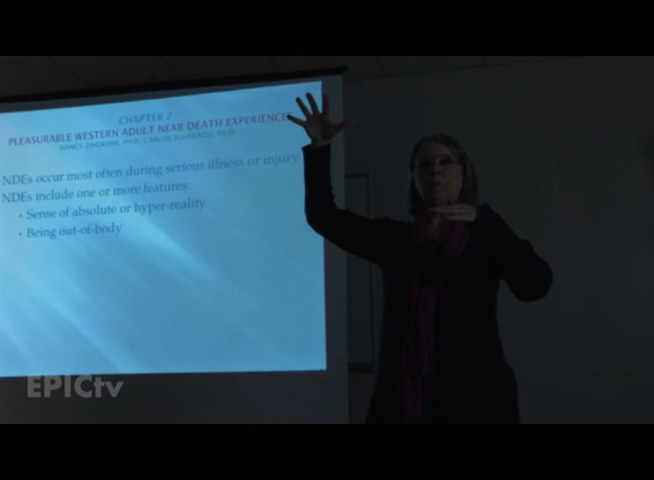 CHAPTER 2
PLEASURABLE WESTERN ADULT NEAR-DEATH EXPERIENCES
NANCY ZINGRONE, PH.D., CARLOS ALVARADO, PH.D.
NDEs occur most often during serious illness or injury
NDEs include one or more features:
• Sense of absolute or hyper-reality
• Being out-of-body
EPICtv